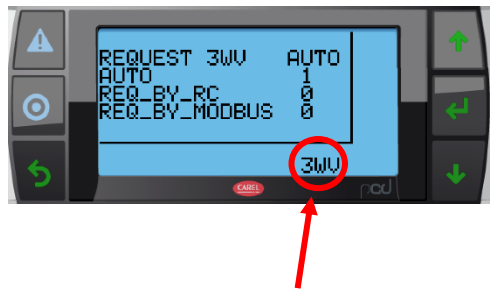 REQUEST 3WV AUTO
AUTO 1
REQ_BY_RC 0
REQ_BY_MODBUS 0
3WV
CAREL
pcd